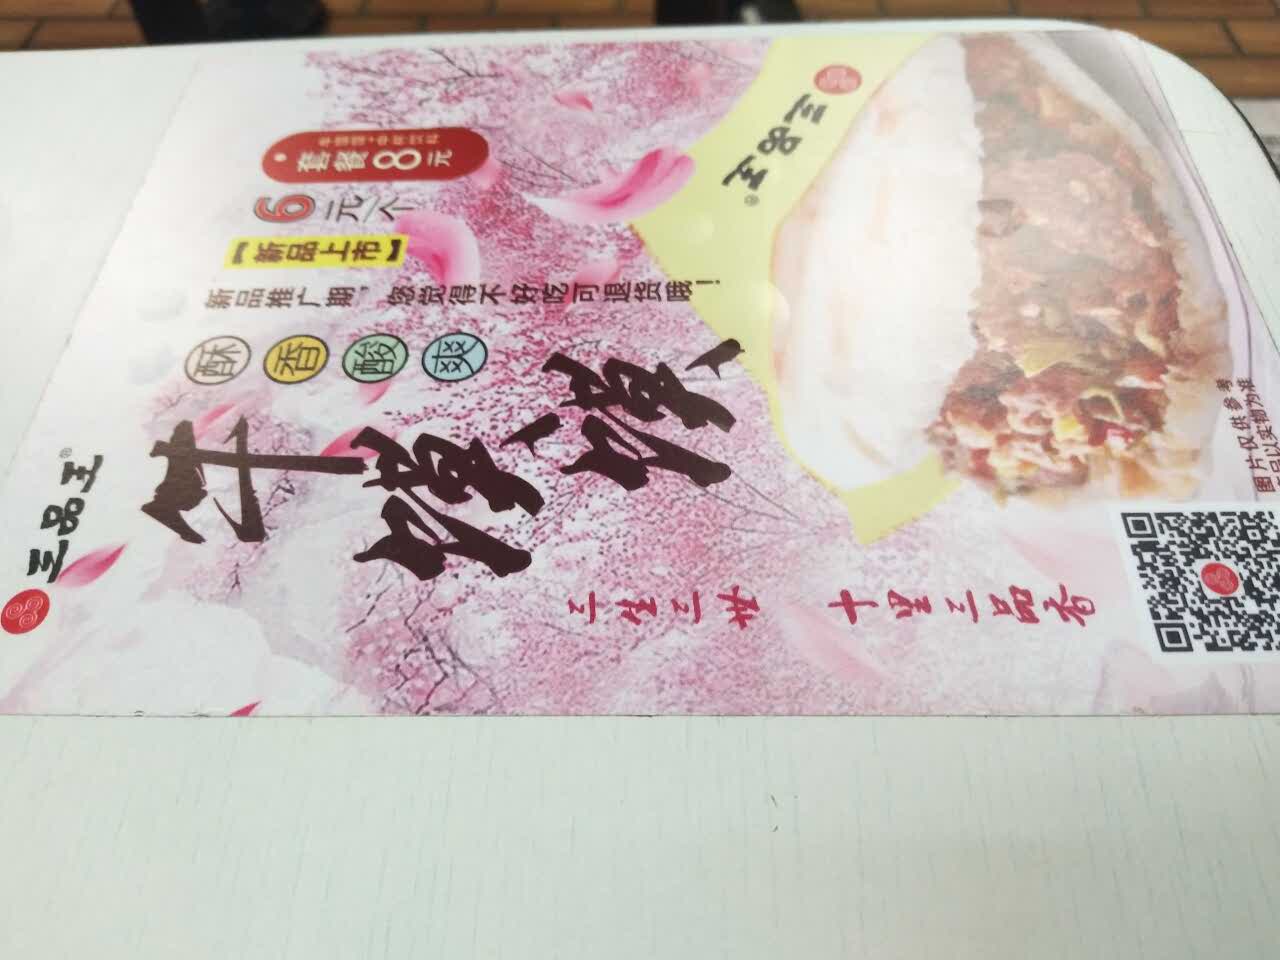 三品王
牛馍馍
酥香酸爽
新品推广期，您觉得不好吃可退货哦！
【新品上市】
6元/个
套餐8元
三生三世 十里三品香
三品王
图片仅供参考